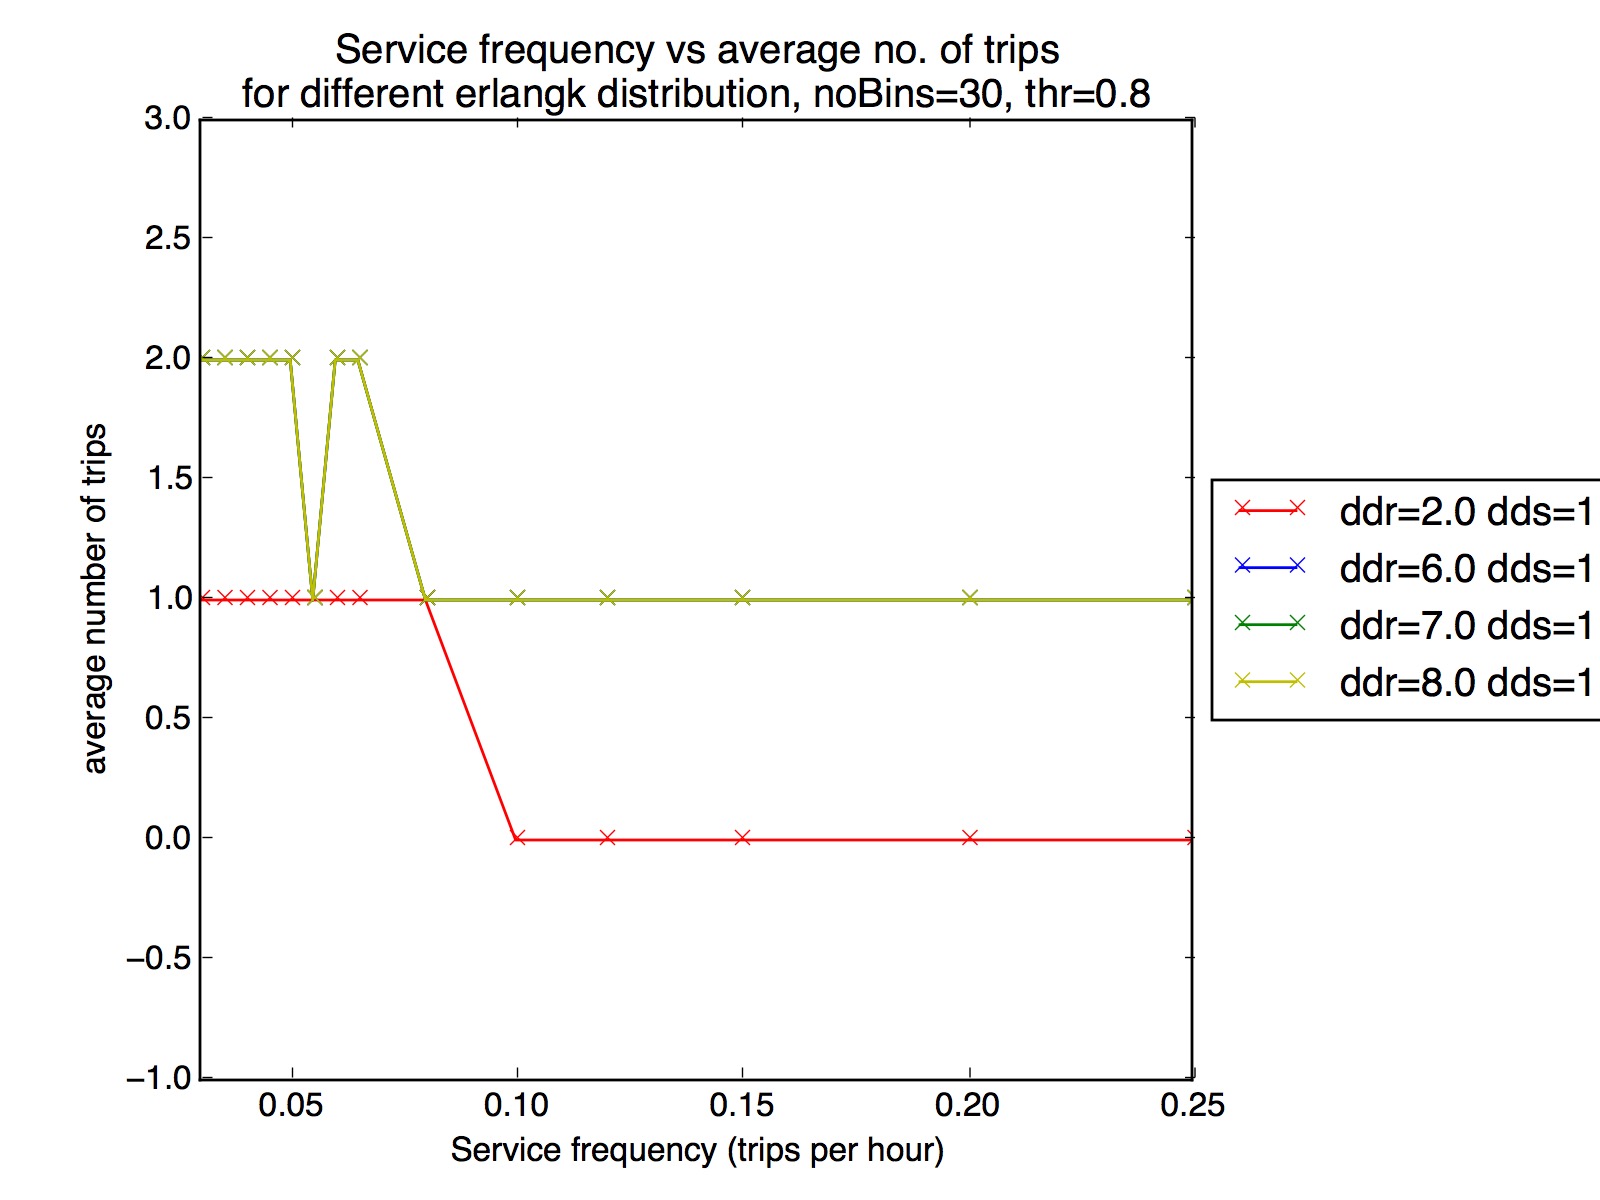 Service frequency vs average no. of trips
for different erlangk distribution, noBins=30, thr=0.8
3.0
2.5
2.0
1.5
1.0
0.5
0.0
−0.5
−1.0
average number of trips
0.05 0.10 0.15 0.20 0.25
Service frequency (trips per hour)
ddr=2.0 dds=1
ddr=6.0 dds=1
ddr=7.0 dds=1
ddr=8.0 dds=1